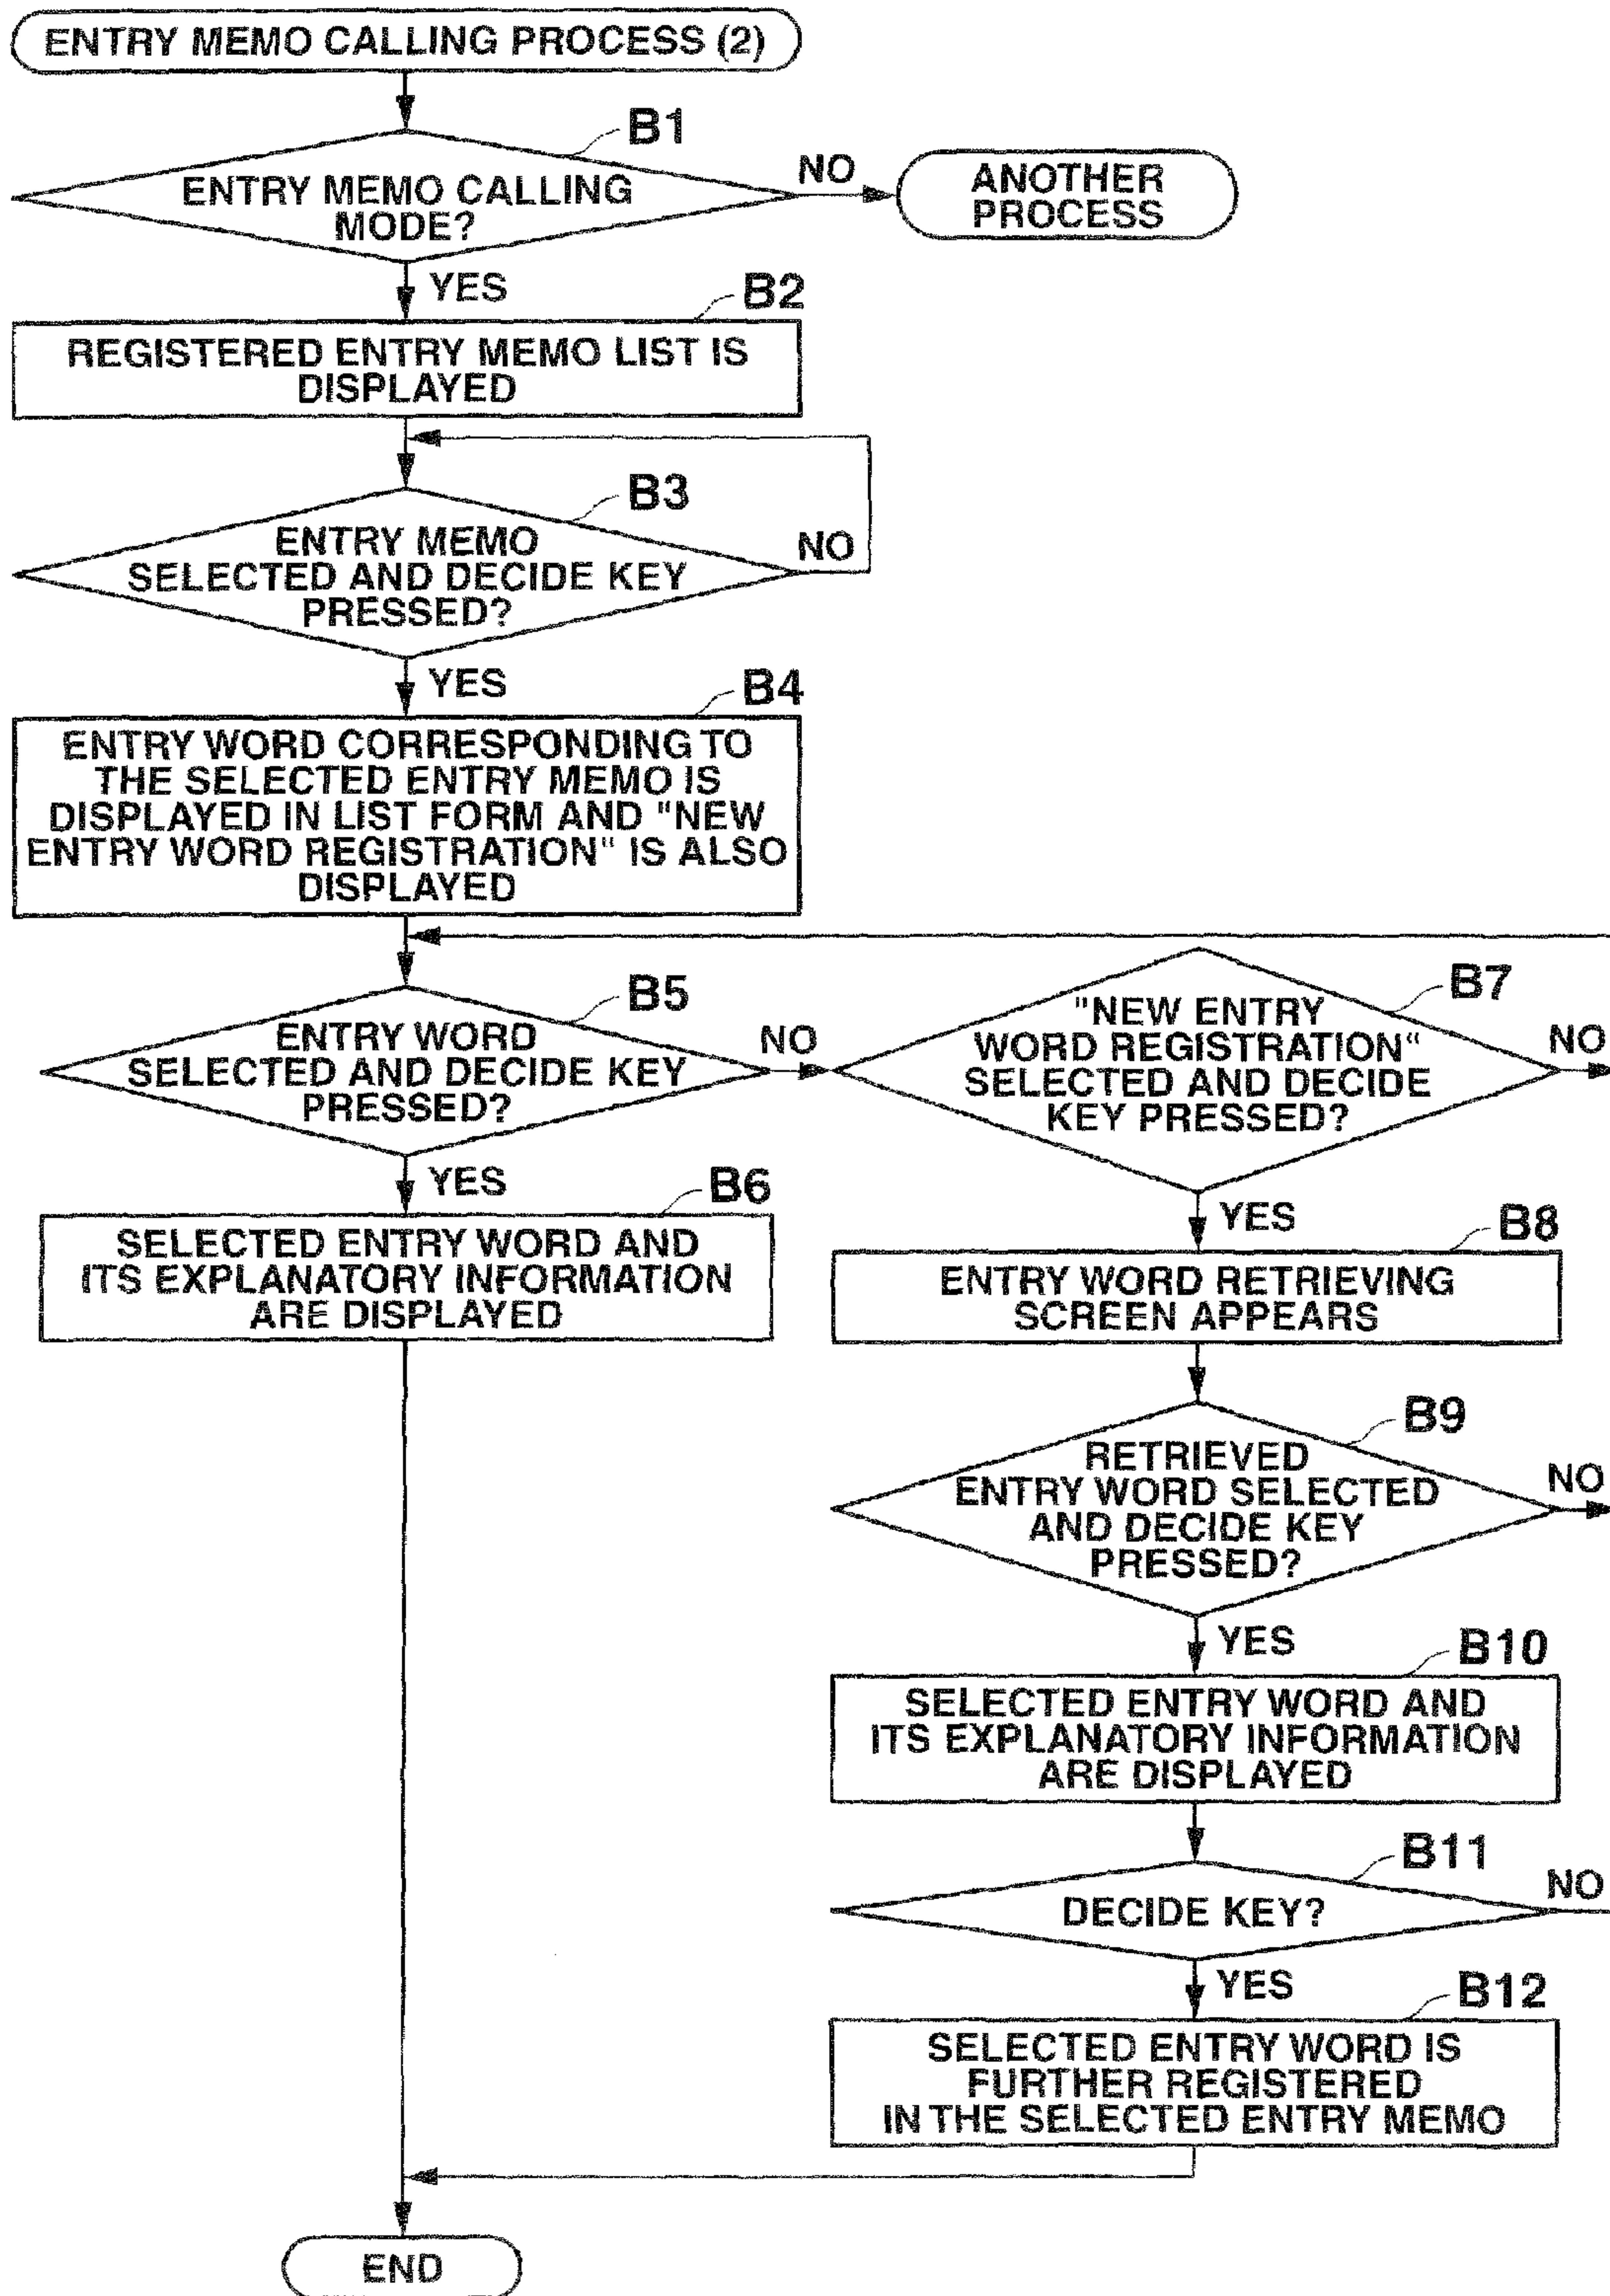 ENTRY MEMO CALLING PROCESS (2)
B1
ENTRY MEMO CALLING
MODE?
NO
ANOTHER
PROCESS
YES
B2
REGISTERED ENTRY MEMO LIST IS
DISPLAYED
B3
ENTRY MEMO
SELECTED AND DECIDE KEY
PRESSED?
NO
YES
B4
ENTRY WORD CORRESPONDING TO
THE SELECTED ENTRY MEMO IS
DISPLAYED IN LIST FORM AND "NEW
ENTRY WORD REGISTRATION" IS ALSO
DISPLAYED
B5
ENTRY WORD
SELECTED AND DECIDE KEY
PRESSED?
NO
YES
B6
SELECTED ENTRY WORD AND
ITS EXPLANATORY INFORMATION
ARE DISPLAYED
B7
"NEW ENTRY
WORD REGISTRATION"
SELECTED AND DECIDE
KEY PRESSED?
NO
YES
B8
ENTRY WORD RETRIEVING
SCREEN APPEARS
B9
RETRIEVED
ENTRY WORD SELECTED
AND DECIDE KEY
PRESSED?
NO
YES
B10
SELECTED ENTRY WORD AND
ITS EXPLANATORY INFORMATION
ARE DISPLAYED
B11
DECIDE KEY?
NO
YES
B12
SELECTED ENTRY WORD IS
FURTHER REGISTERED
IN THE SELECTED ENTRY MEMO
END